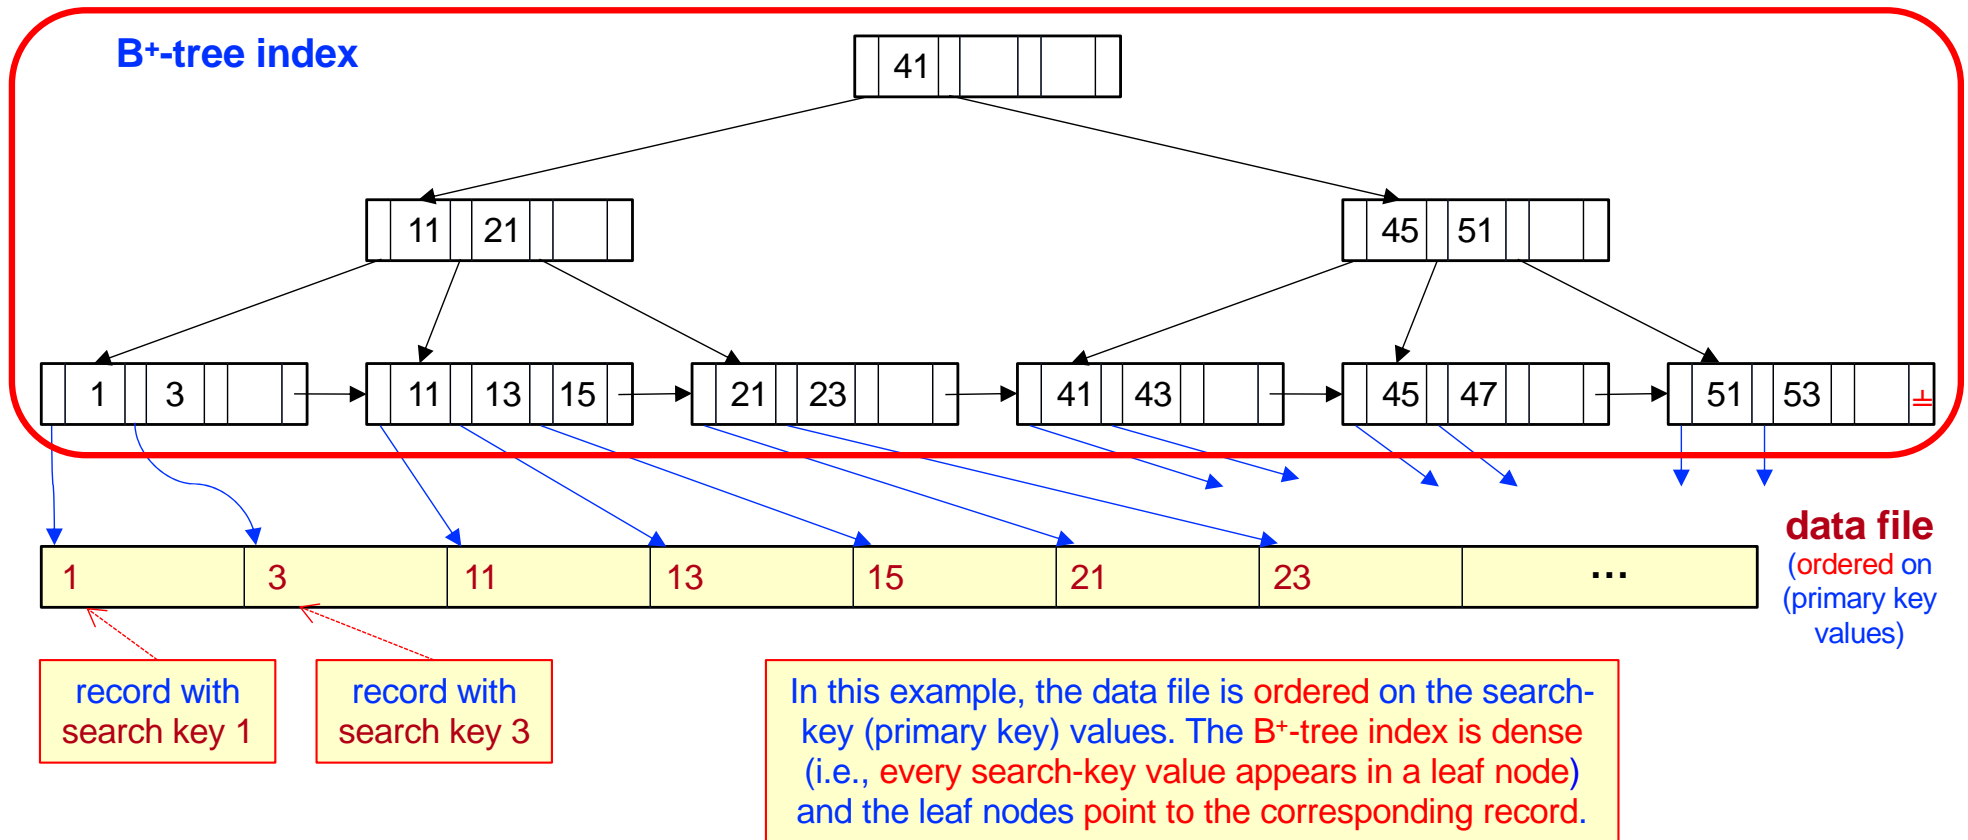 B+-tree index
41
11 21
45 51
1 3
11 13 15
21 23
41 43
45 47
51 53
data file
(ordered on
(primary key
values)
1 3 11 13 15 21 23 ...
record with
search key 1
record with
search key 3
In this example, the data file is ordered on the search-
key (primary key) values. The B+-tree index is dense
(i.e., every search-key value appears in a leaf node)
and the leaf nodes point to the corresponding record.